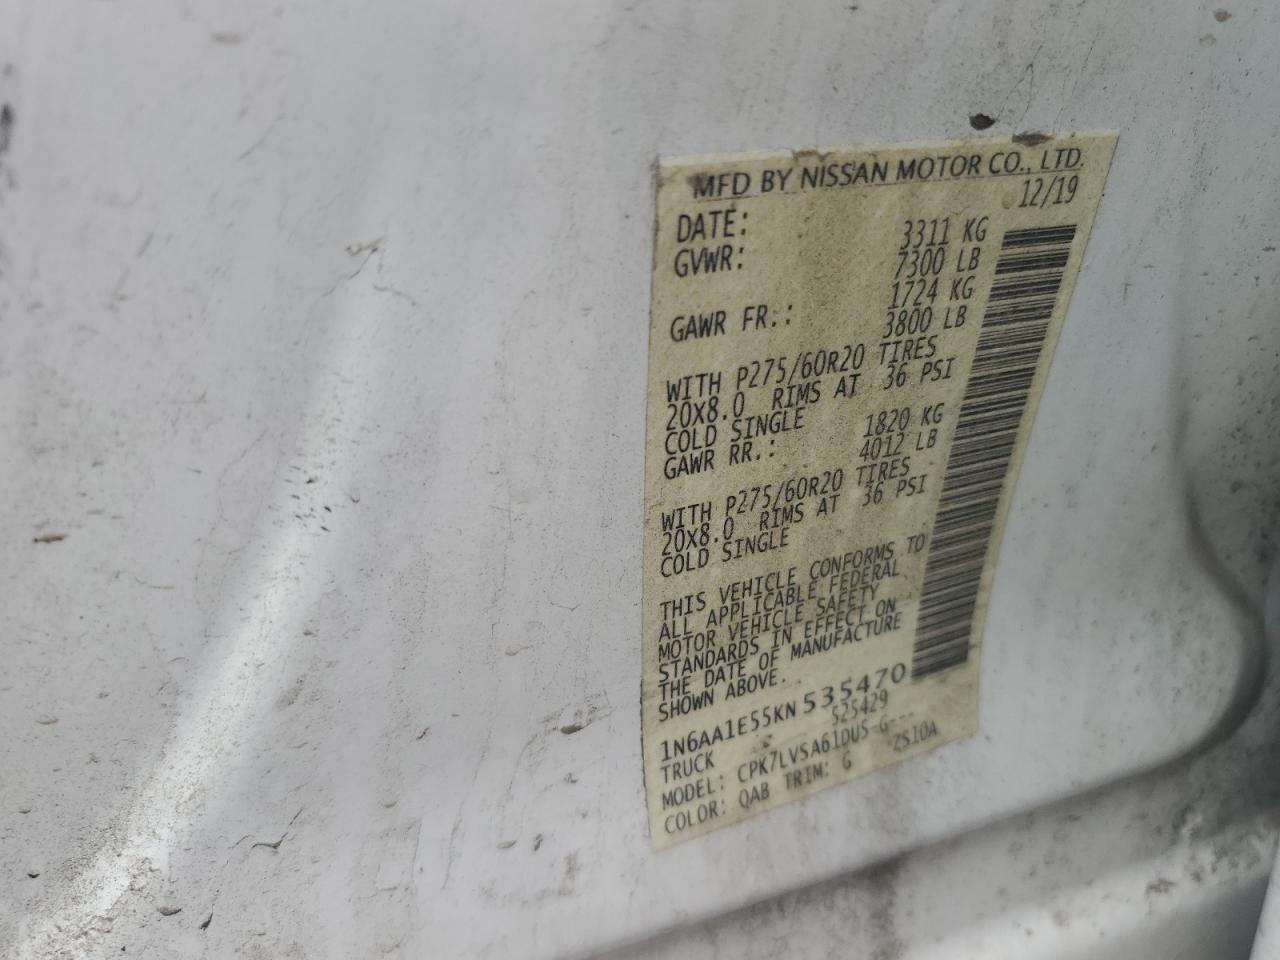 MFD BY NISSAN MOTOR CO., LTD.
DATE: 12/19
GVWR: 3311 KG
7300 LB
GAWR FR.: 1724 KG
3800 LB
WITH P275/60R20 TIRES
20X8.0 RIMS AT 36 PSI
COLD SINGLE
GAWR RR.: 1820 KG
4012 LB
WITH P275/60R20 TIRES
20X8.0 RIMS AT 36 PSI
COLD SINGLE
THIS VEHICLE CONFORMS TO
ALL APPLICABLE FEDERAL
MOTOR VEHICLE SAFETY
STANDARDS IN EFFECT ON
THE DATE OF MANUFACTURE
SHOWN ABOVE.
1N6AA1E55KN535470
TRUCK 525429
MODEL: CPK7LVSA61DU5-G---
COLOR: QAB TRIM: G 2S10A